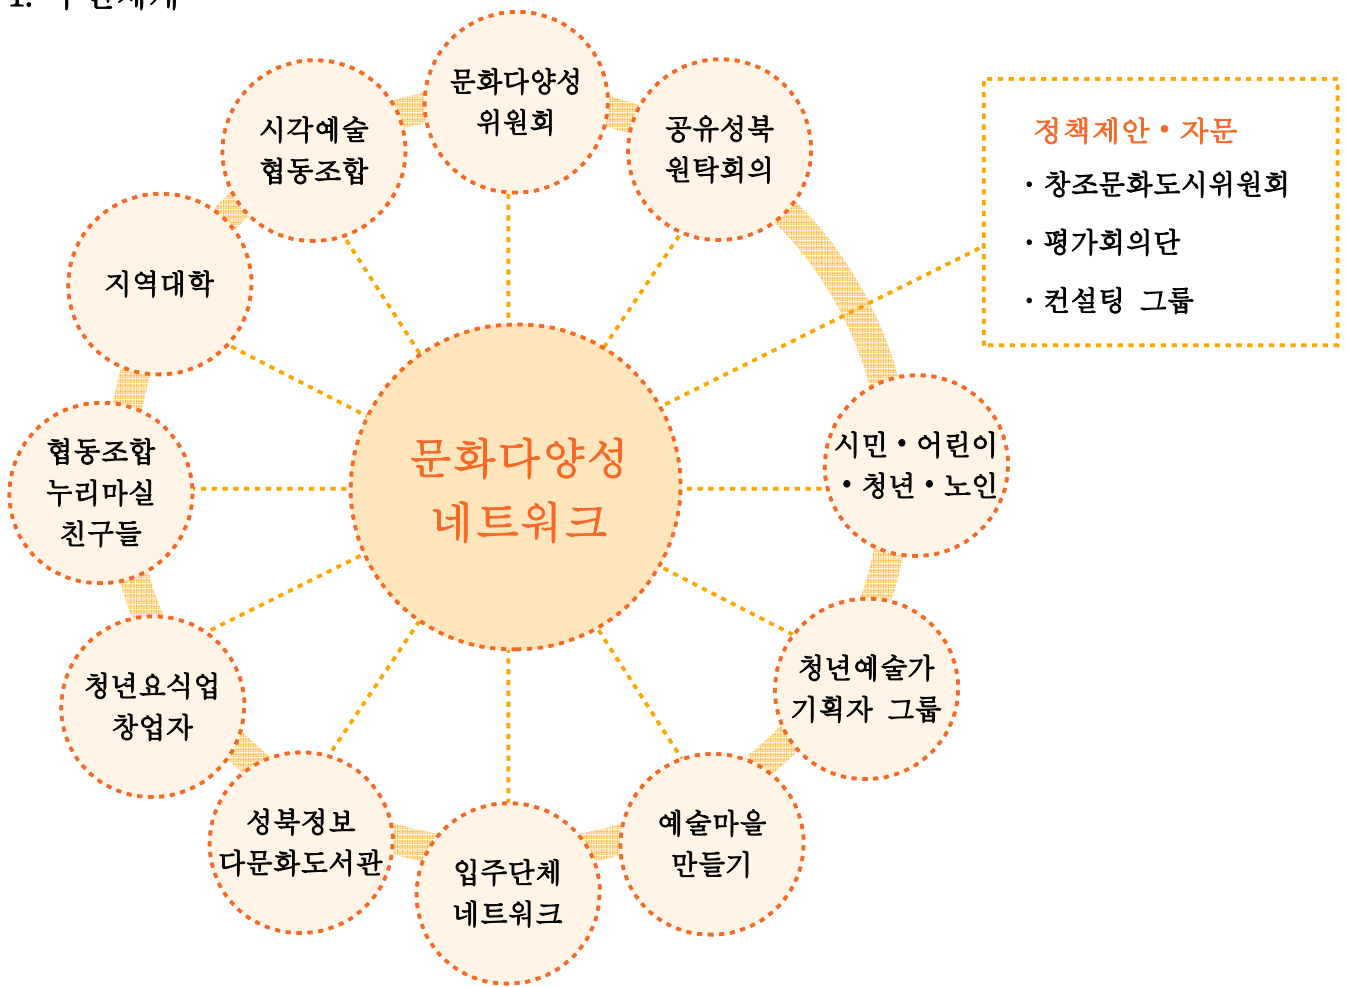 문화다양성
위원회
시각예술
협동조합
공유성북
원탁회의
정책제안・자문
・창조문화도시위원회
・평가회의단
・컨설팅 그룹
지역대학
시민・어린이
・청년・노인
문화다양성
네트워크
협동조합
누리마실
친구들
청년예술가
기획자 그룹
청년요식업
창업자
성북정보
다문화도서관
예술마을
만들기
입주단체
네트워크